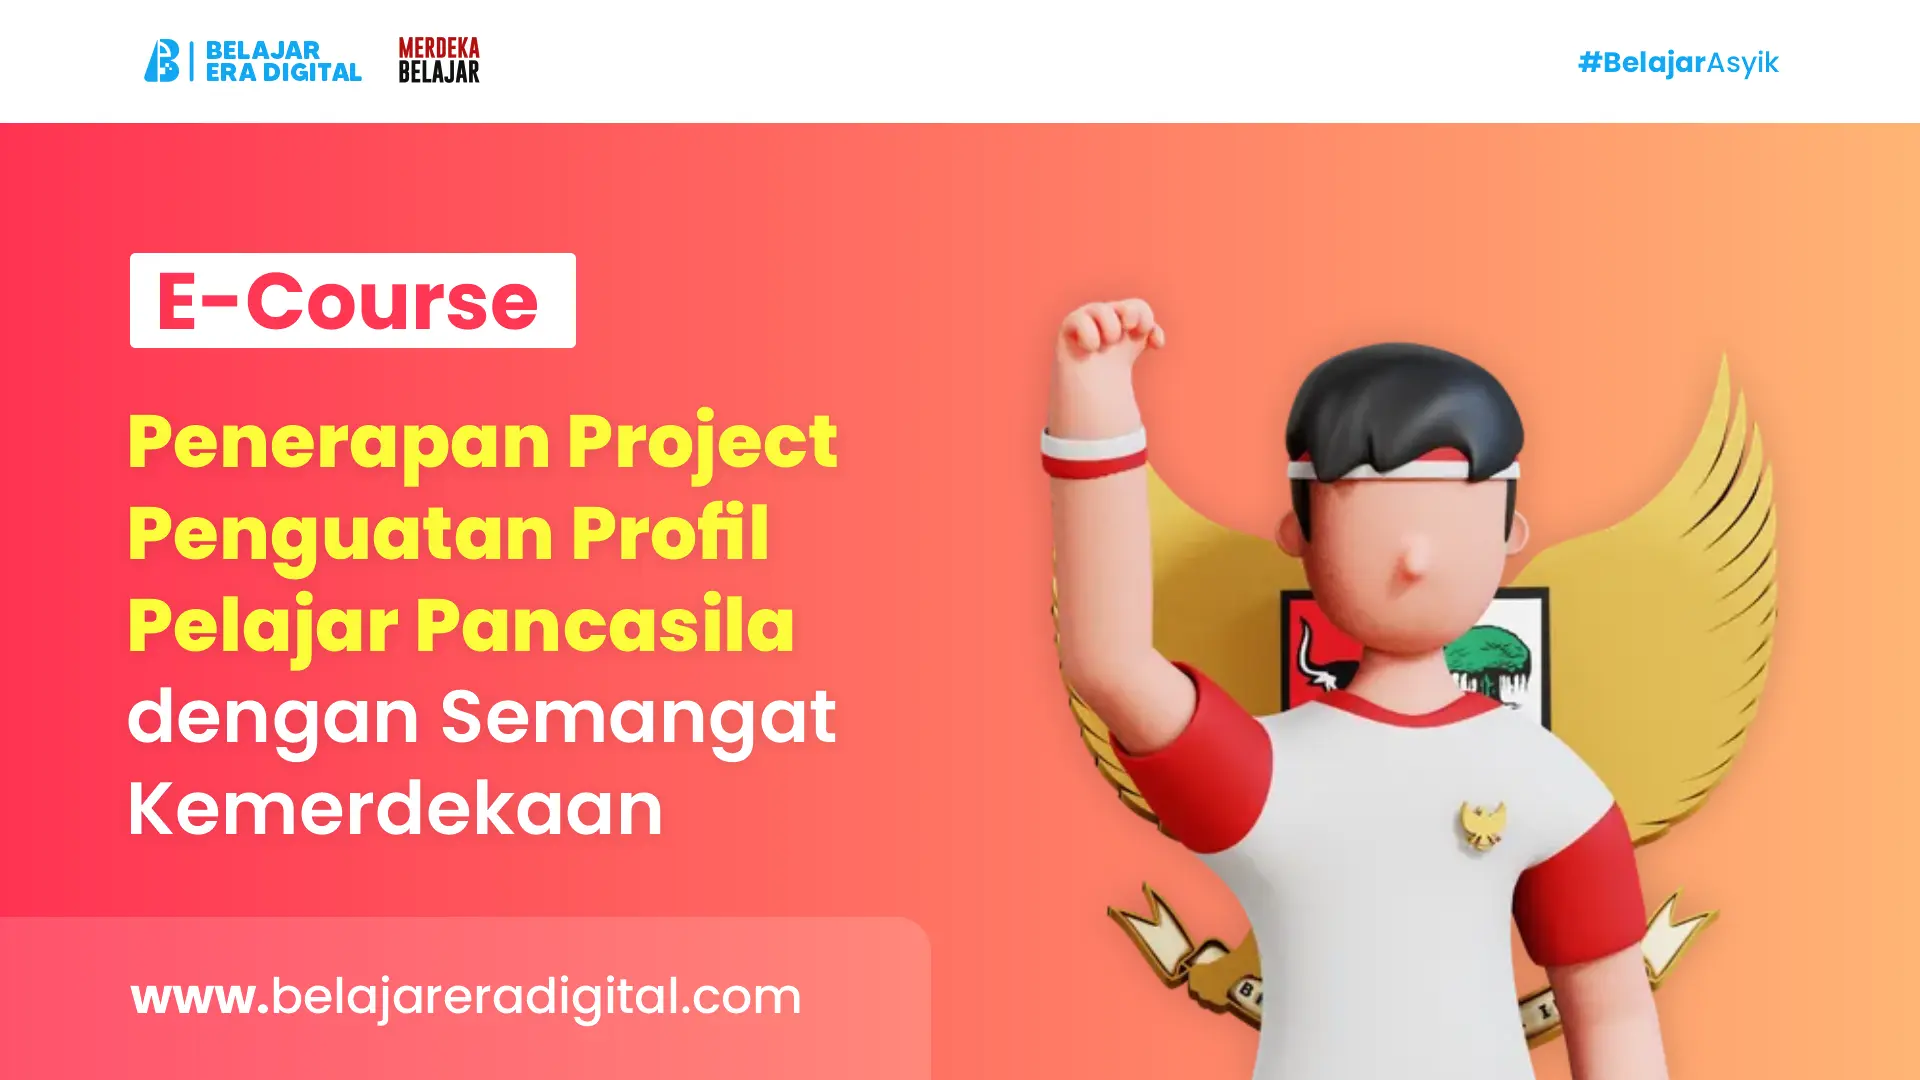 BELAJAR
ERA DIGITAL
MERDEKA
BELAJAR
#BelajarAsyik
E-Course
Penerapan Project
Penguatan Profil
Pelajar Pancasila
dengan Semangat
Kemerdekaan
www.belajareradigital.com